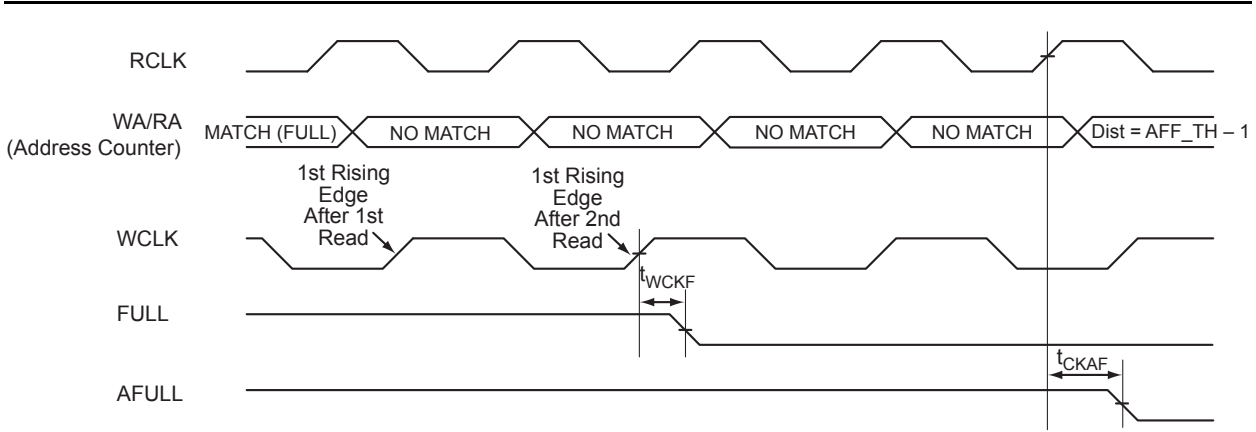 RCLK
WA/RA
(Address Counter)
MATCH (FULL)
NO MATCH
NO MATCH
NO MATCH
NO MATCH
Dist = AFF_TH – 1
1st Rising
Edge
After 1st
Read
1st Rising
Edge
After 2nd
Read
WCLK
tWCKF
FULL
tCKAF
AFULL